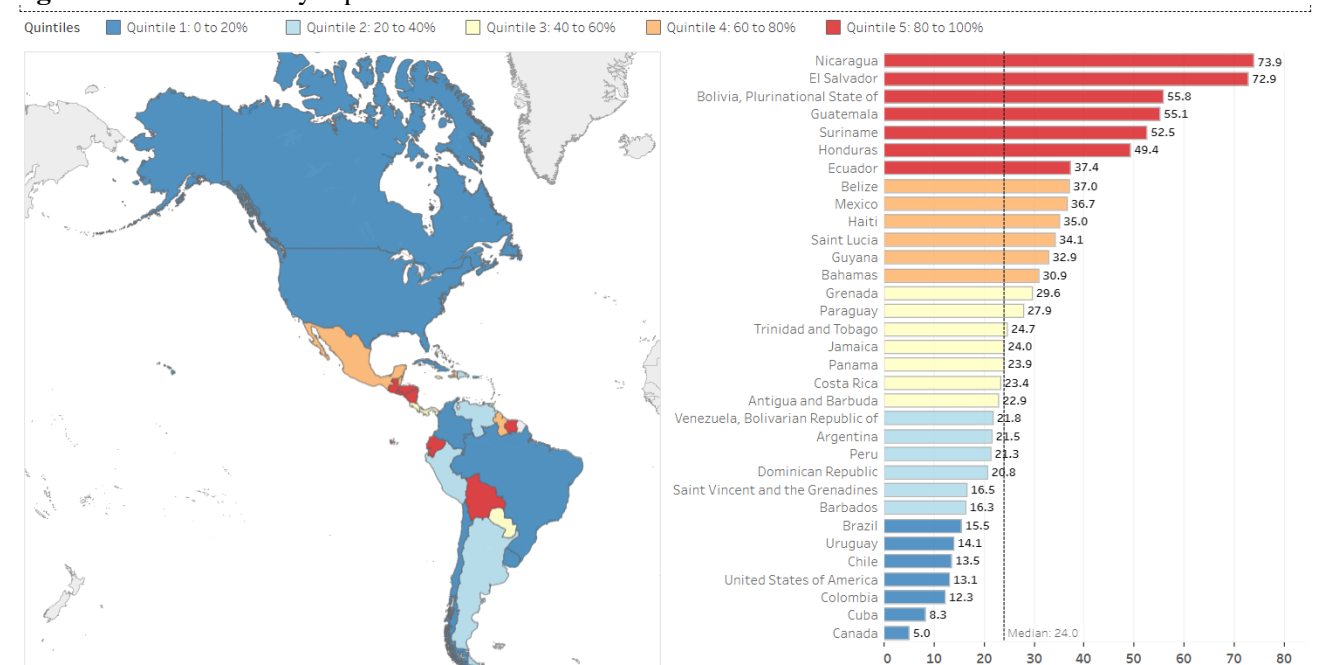 Quintiles Quintile 1: 0 to 20% Quintile 2: 20 to 40% Quintile 3: 40 to 60% Quintile 4: 60 to 80% Quintile 5: 80 to 100%
Nicaragua 73.9
El Salvador 72.9
Bolivia, Plurinational State of 55.8
Guatemala 55.1
Suriname 52.5
Honduras 49.4
Ecuador 37.4
Belize 37.0
Mexico 36.7
Haiti 35.0
Saint Lucia 34.1
Guyana 32.9
Bahamas 30.9
Grenada 29.6
Paraguay 27.9
Trinidad and Tobago 24.7
Jamaica 24.0
Panama 23.9
Costa Rica 23.4
Antigua and Barbuda 22.9
Venezuela, Bolivarian Republic of 21.8
Argentina 21.5
Peru 21.3
Dominican Republic 20.8
Saint Vincent and the Grenadines 16.5
Barbados 16.3
Brazil 15.5
Uruguay 14.1
Chile 13.5
United States of America 13.1
Colombia 12.3
Cuba 8.3
Canada 5.0
Median: 24.0
0 10 20 30 40 50 60 70 80